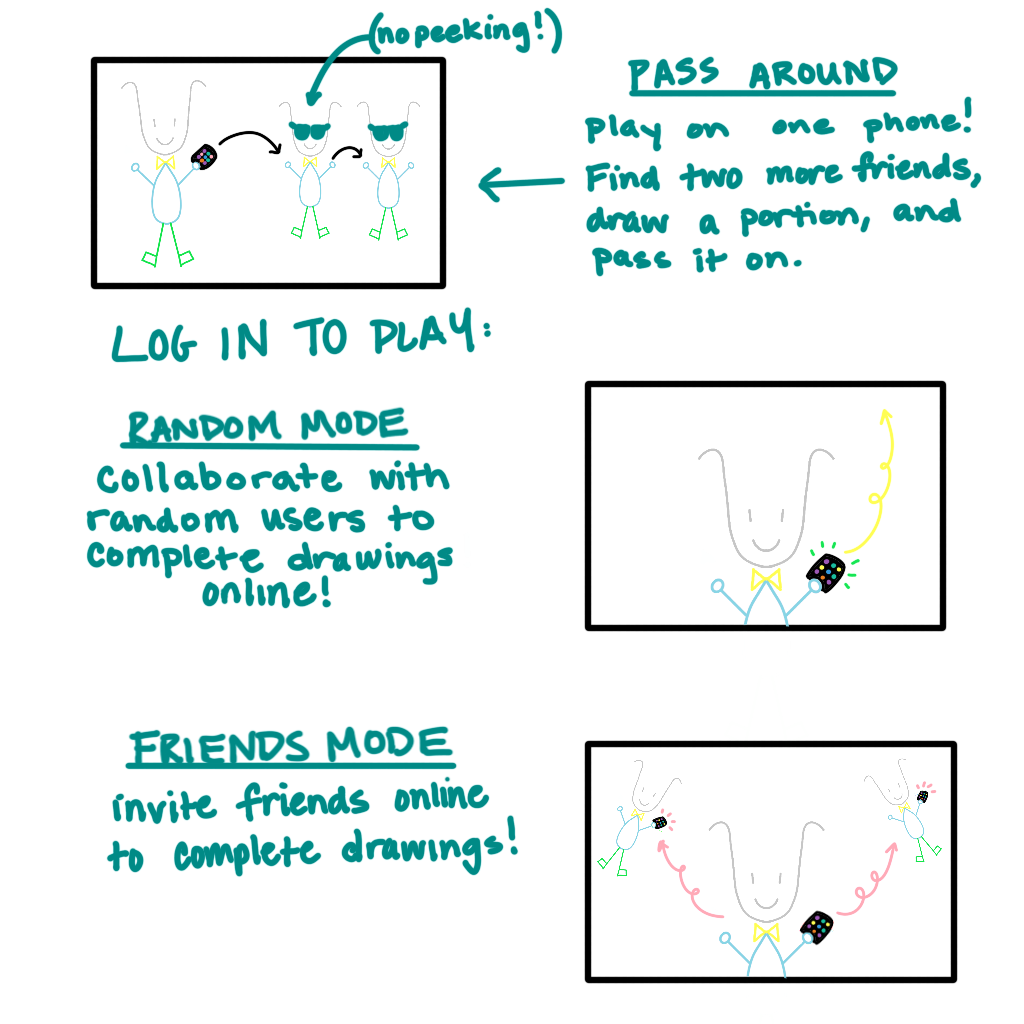 (no peeking!)
PASS AROUND
play on one phone!
Find two more friends,
draw a portion, and
pass it on.
LOG IN TO PLAY:
RANDOM MODE
collaborate with
random users to
complete drawings
online!
FRIENDS MODE
invite friends online
to complete drawings!